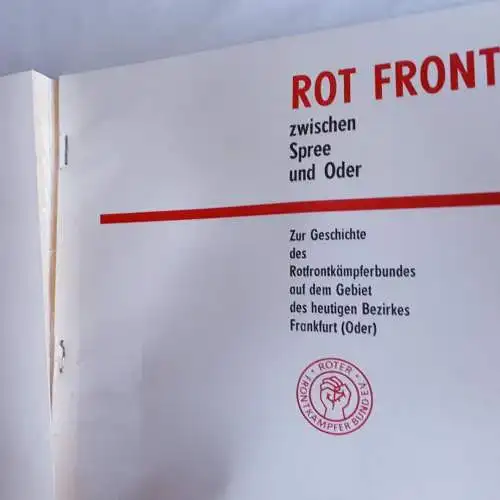 ROT FRONT
zwischen
Spree
und Oder
Zur Geschichte
des
Rotfrontkämpferbundes
auf dem Gebiet
des heutigen Bezirkes
Frankfurt (Oder)
· ROTER ·
FRONTKÄMPFER BUND E.V.